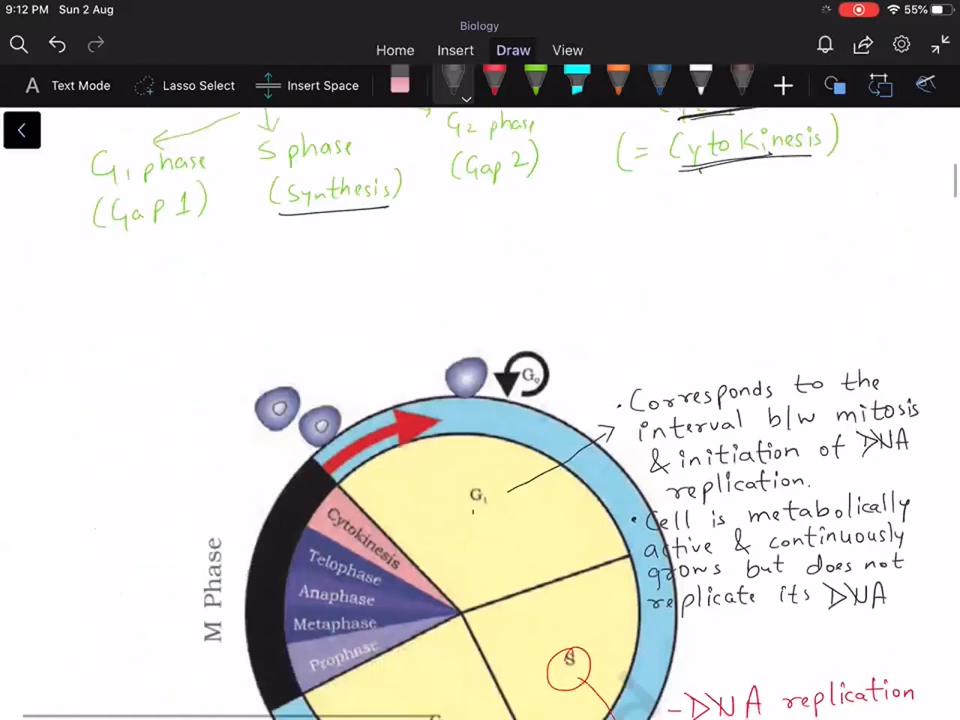 9:12 PM Sun 2 Aug
55%
Biology
Home Insert Draw View
Text Mode Lasso Select Insert Space
G1 phase
(Gap 1)
S phase
(Synthesis)
G2 phase
(Gap 2)
(= Cytokinesis)
G0
• Corresponds to the
interval b/w mitosis
& initiation of DNA
replication.
• Cell is metabolically
active & continuously
grows but does not
replicate its DNA
G1
Cytokinesis
Telophase
Anaphase
Metaphase
Prophase
M Phase
S
- DNA replication